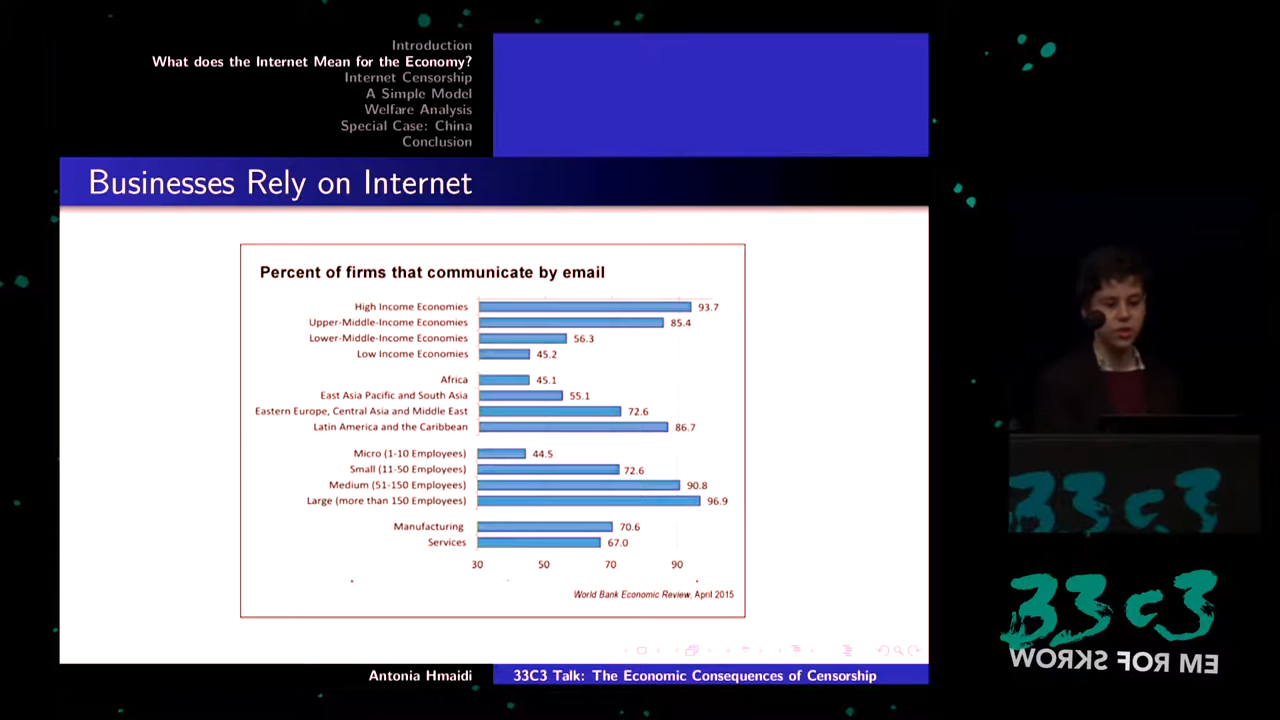 Introduction
What does the Internet Mean for the Economy?
Internet Censorship
A Simple Model
Welfare Analysis
Special Case: China
Conclusion
Businesses Rely on Internet
Percent of firms that communicate by email
High Income Economies 93.7
Upper-Middle-Income Economies 85.4
Lower-Middle-Income Economies 56.3
Low Income Economies 45.2
Africa 45.1
East Asia Pacific and South Asia 55.1
Eastern Europe, Central Asia and Middle East 72.6
Latin America and the Caribbean 86.7
Micro (1-10 Employees) 44.5
Small (11-50 Employees) 72.6
Medium (51-150 Employees) 90.8
Large (more than 150 Employees) 96.9
Manufacturing 70.6
Services 67.0
30 50 70 90
World Bank Economic Review, April 2015
Antonia Hmaidi 33C3 Talk: The Economic Consequences of Censorship
33c3
33c3
WORKS FOR ME